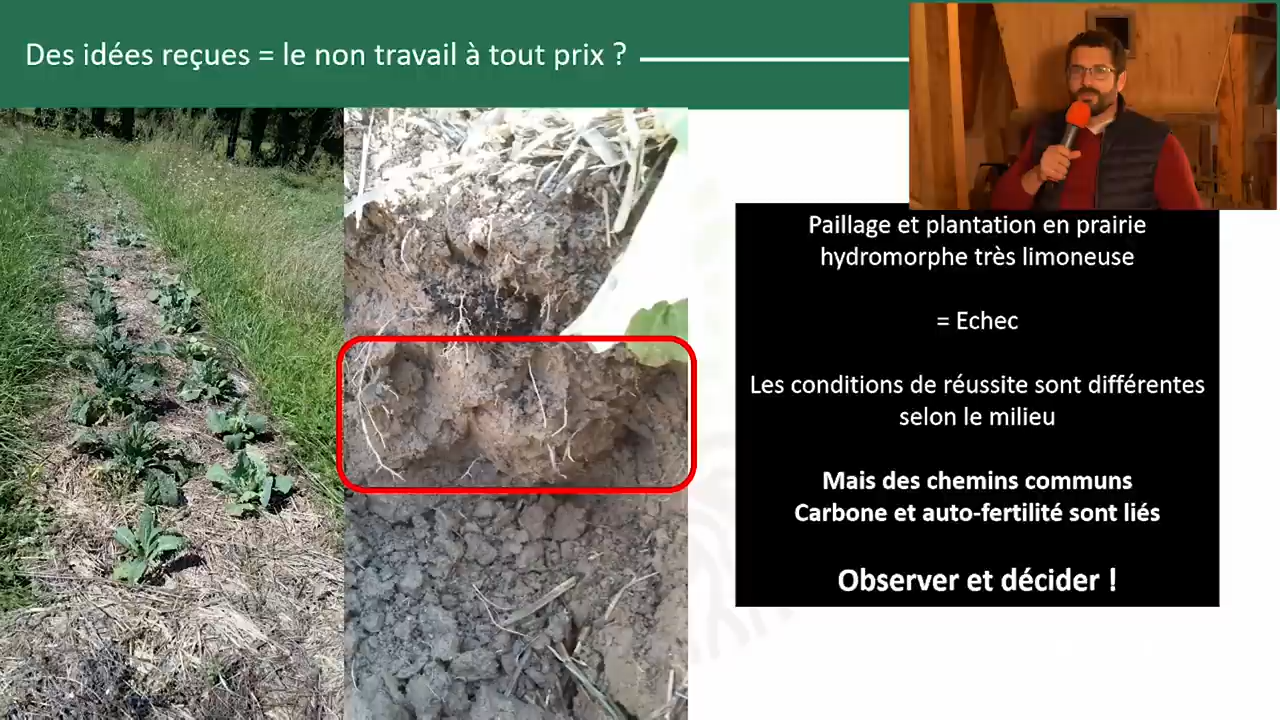 Des idées reçues = le non travail à tout prix ?
Paillage et plantation en prairie
hydromorphe très limoneuse
= Echec
Les conditions de réussite sont différentes
selon le milieu
Mais des chemins communs
Carbone et auto-fertilité sont liés
Observer et décider !